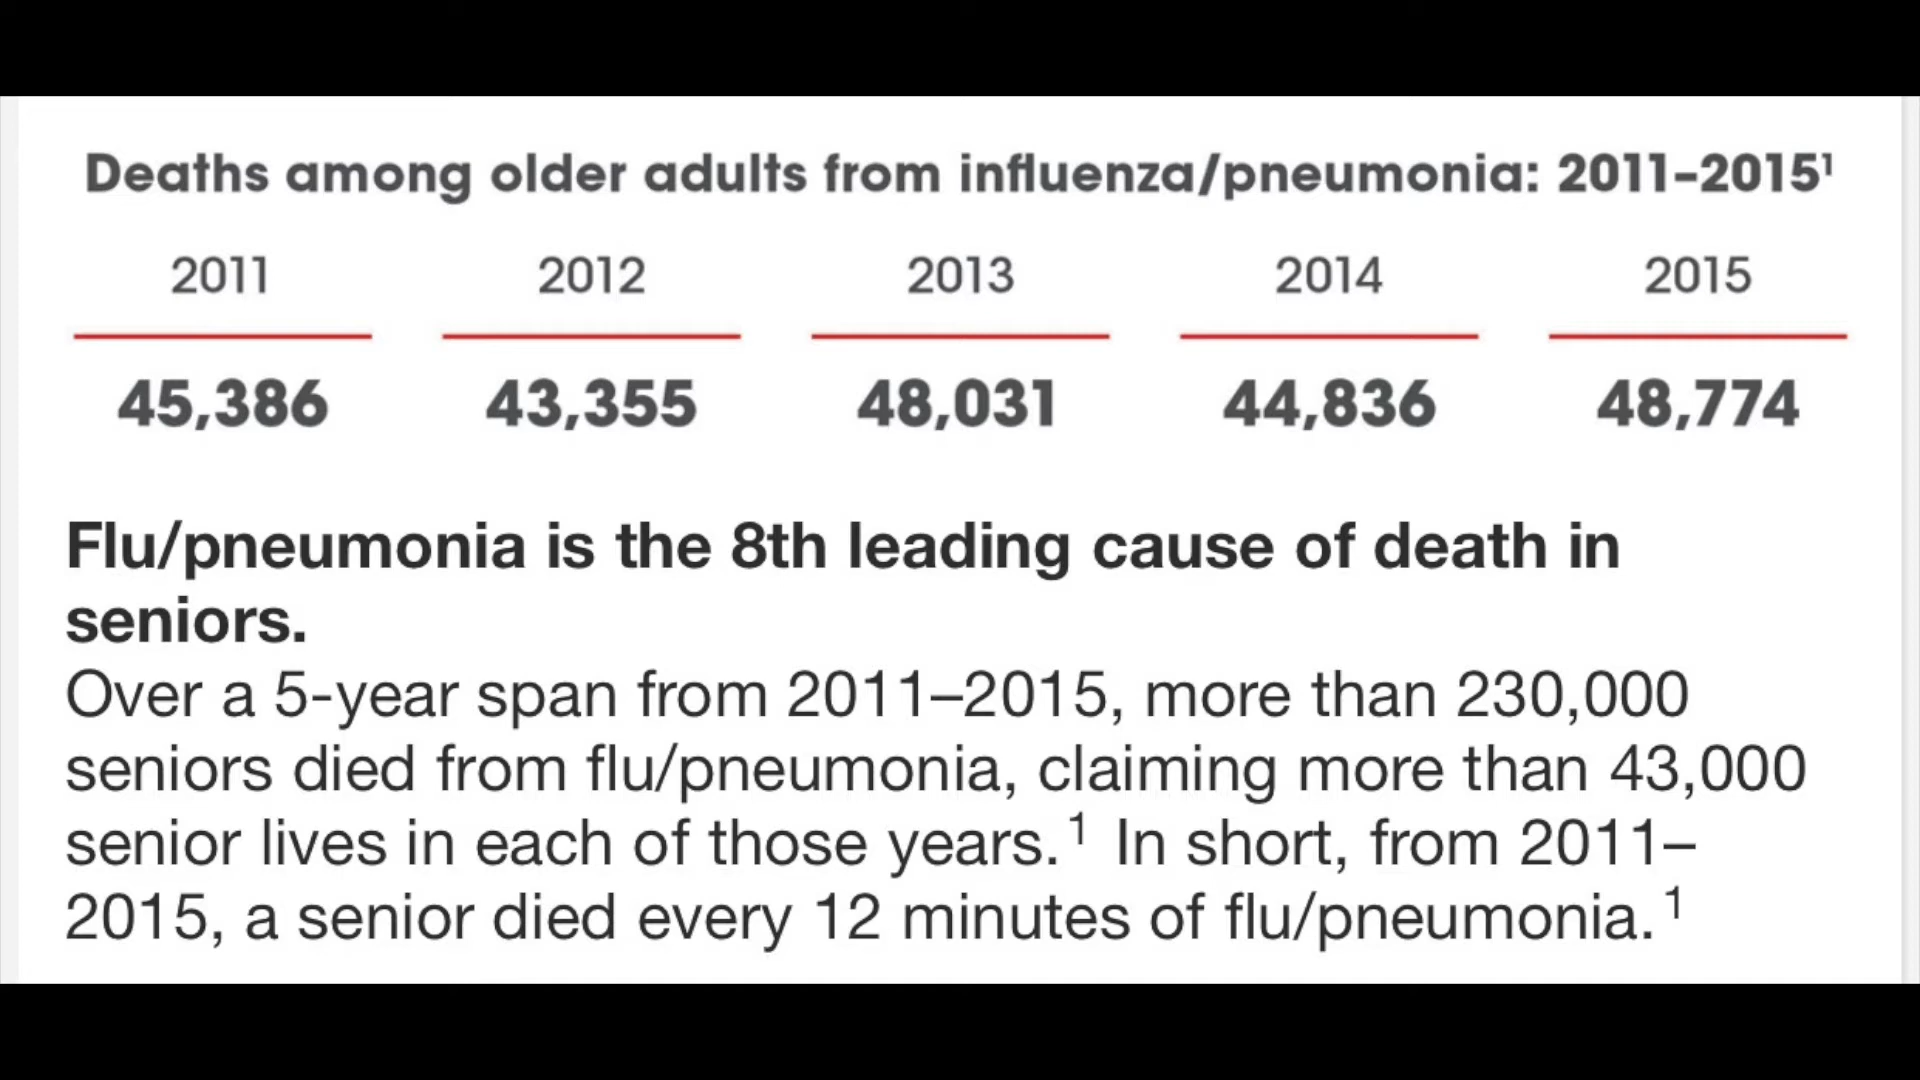 Deaths among older adults from influenza/pneumonia: 2011-2015¹
2011 2012 2013 2014 2015
45,386 43,355 48,031 44,836 48,774
Flu/pneumonia is the 8th leading cause of death in
seniors.
Over a 5-year span from 2011–2015, more than 230,000
seniors died from flu/pneumonia, claiming more than 43,000
senior lives in each of those years.¹ In short, from 2011–
2015, a senior died every 12 minutes of flu/pneumonia.¹